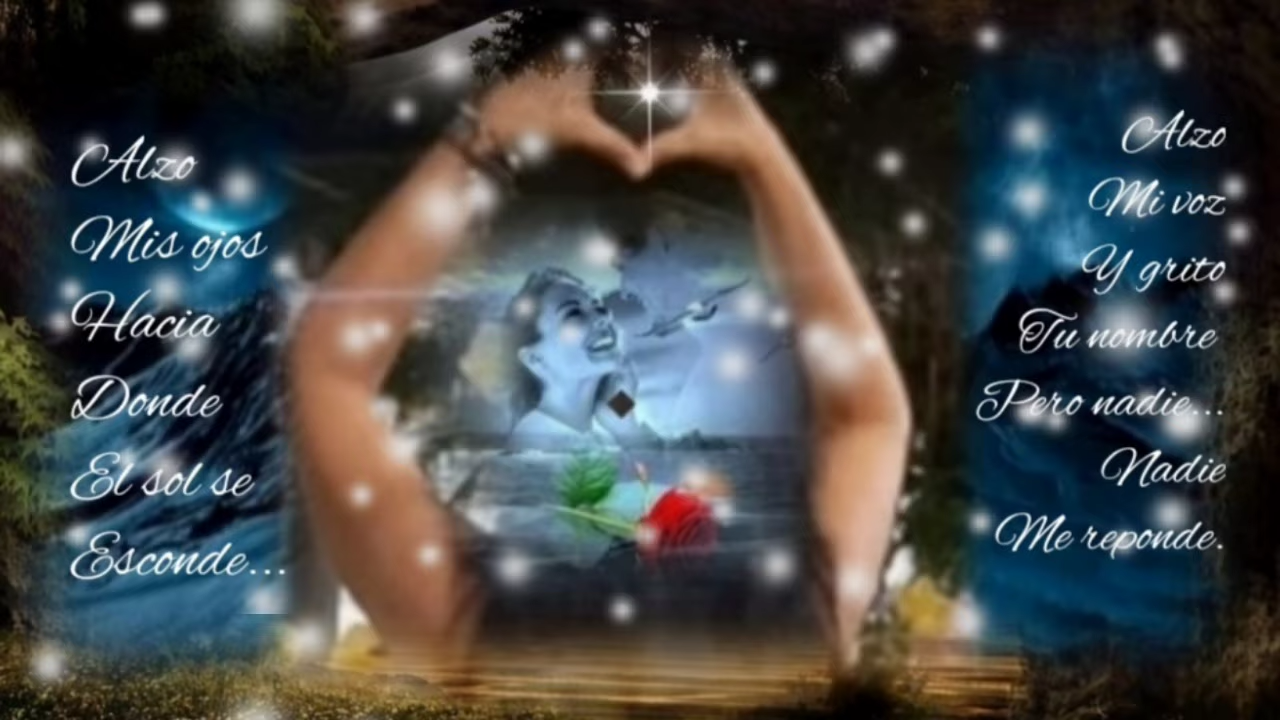 Alzo
Mis ojos
Hacia
Donde
El sol se
Esconde...
Alzo
Mi voz
Y grito
Tu nombre
Pero nadie...
Nadie
Me reponde.